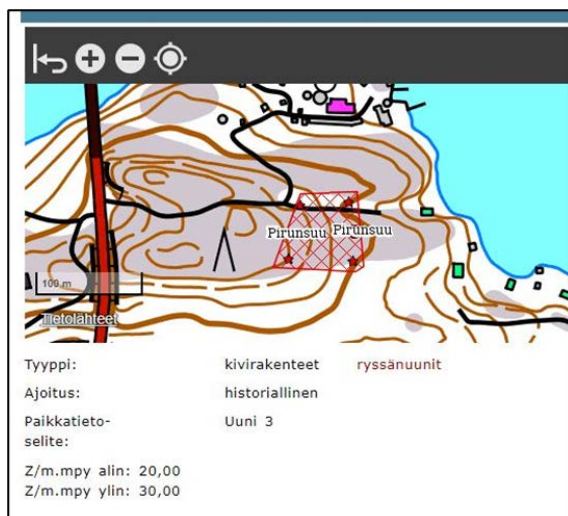 Pirunsuu Pirunsuu
100 m
Tietolähteet
Tyyppi: kivirakenteet ryssänuunit
Ajoitus: historiallinen
Paikkatieto- Uuni 3
selite:
Z/m.mpy alin: 20,00
Z/m.mpy ylin: 30,00